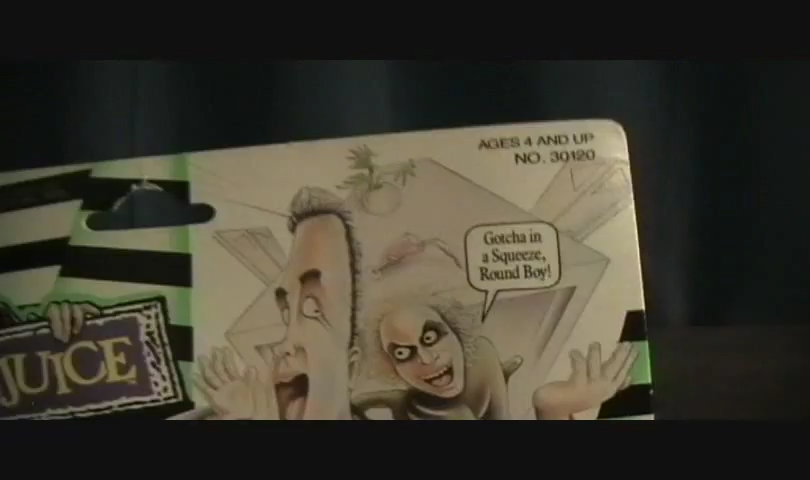 AGES 4 AND UP
NO. 30120
Gotcha in
a Squeeze,
Round Boy!
JUICE